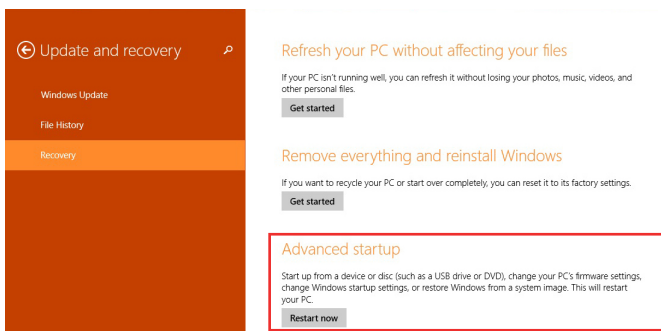 Update and recovery
Windows Update
File History
Recovery
Refresh your PC without affecting your files
If your PC isn't running well, you can refresh it without losing your photos, music, videos, and
other personal files.
Get started
Remove everything and reinstall Windows
If you want to recycle your PC or start over completely, you can reset it to its factory settings.
Get started
Advanced startup
Start up from a device or disc (such as a USB drive or DVD), change your PC's firmware settings,
change Windows startup settings, or restore Windows from a system image. This will restart
your PC.
Restart now